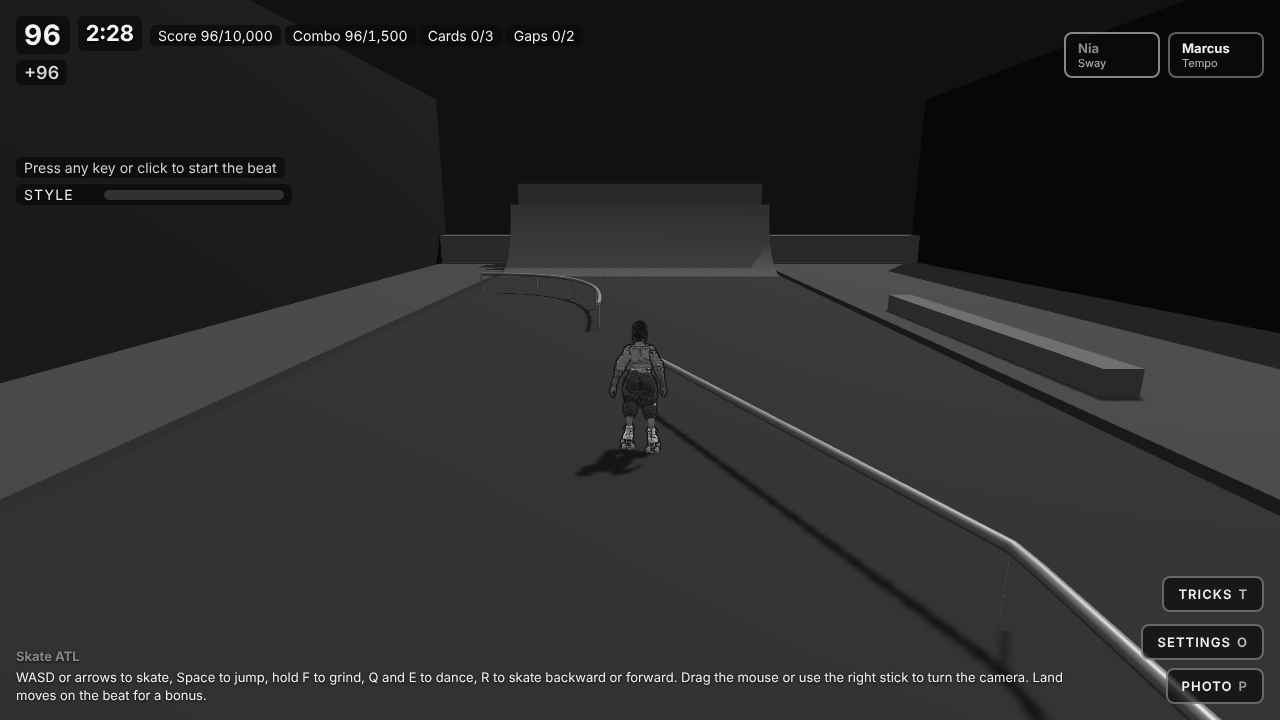 96 2:28 Score 96/10,000 Combo 96/1,500 Cards 0/3 Gaps 0/2
+96
Nia
Sway
Marcus
Tempo
Press any key or click to start the beat
STYLE
TRICKS T
SETTINGS O
PHOTO P
Skate ATL
WASD or arrows to skate, Space to jump, hold F to grind, Q and E to dance, R to skate backward or forward. Drag the mouse or use the right stick to turn the camera. Land
moves on the beat for a bonus.